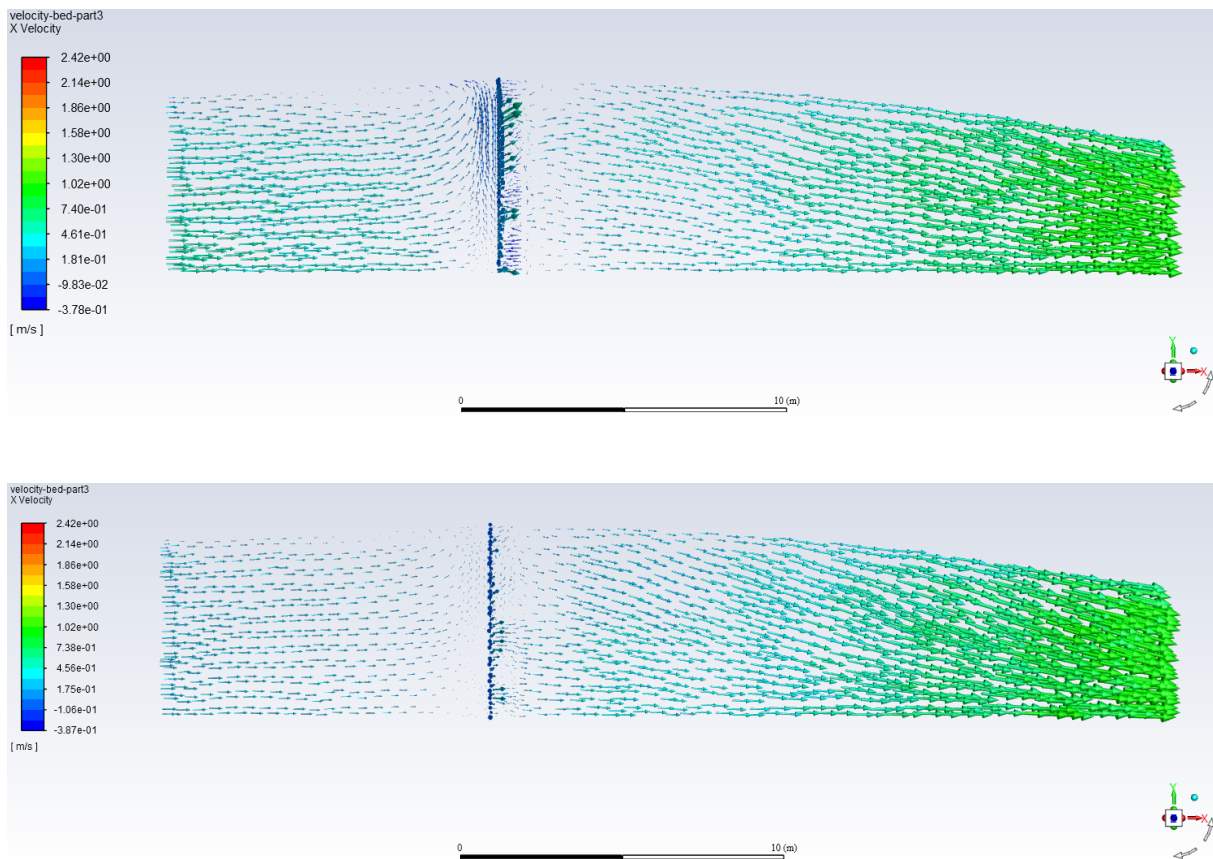 velocity-bed-part3
X Velocity
2.42e+00
2.14e+00
1.86e+00
1.58e+00
1.30e+00
1.02e+00
7.40e-01
4.61e-01
1.81e-01
-9.83e-02
-3.78e-01
[ m/s ]
Y
X
0 10 (m)
velocity-bed-part3
X Velocity
2.42e+00
2.14e+00
1.86e+00
1.58e+00
1.30e+00
1.02e+00
7.38e-01
4.56e-01
1.75e-01
-1.06e-01
-3.87e-01
[ m/s ]
Y
X
0 10 (m)